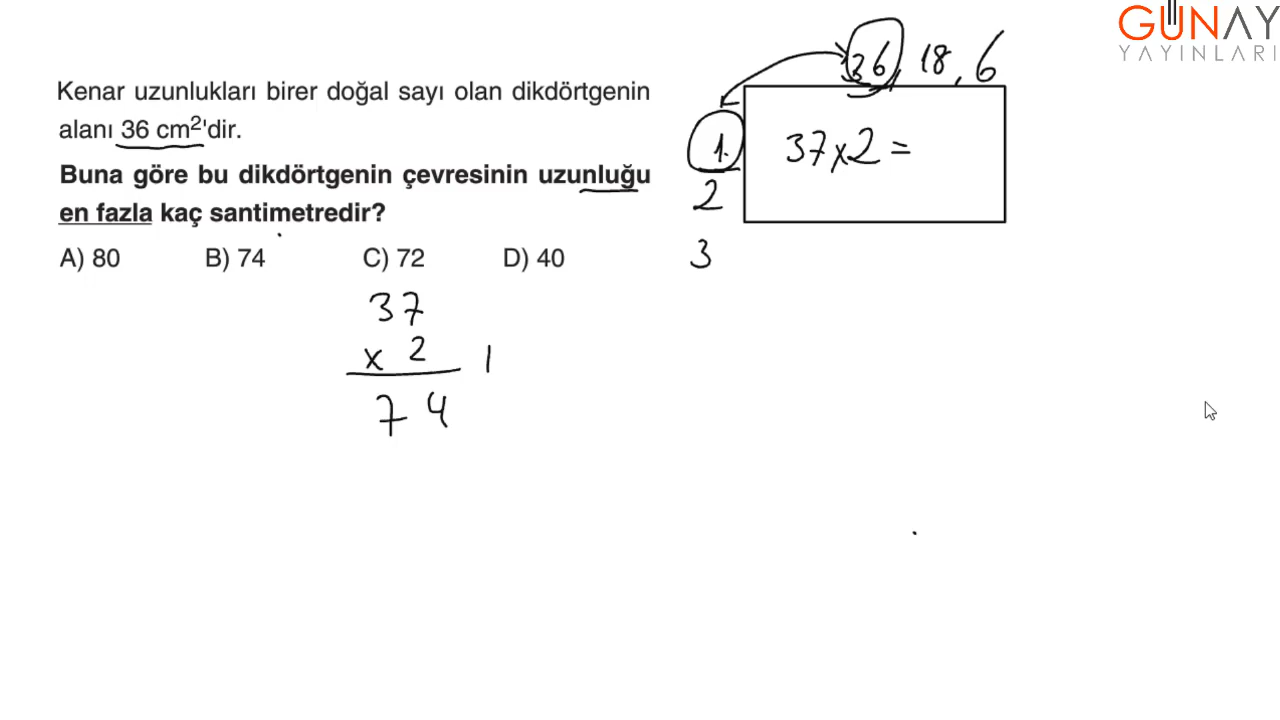 GÜNAY
YAYINLARI
Kenar uzunlukları birer doğal sayı olan dikdörtgenin
alanı 36 cm²'dir.
Buna göre bu dikdörtgenin çevresinin uzunluğu
en fazla kaç santimetredir?
A) 80 B) 74 C) 72 D) 40
36, 18, 6
1.
2
3
37x2=
37
x 2 1
74